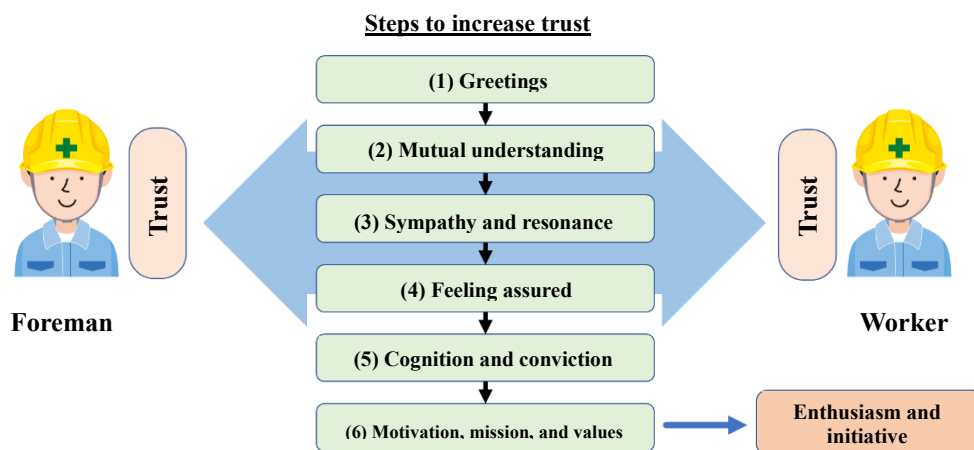 Steps to increase trust
(1) Greetings
(2) Mutual understanding
(3) Sympathy and resonance
(4) Feeling assured
(5) Cognition and conviction
(6) Motivation, mission, and values
Trust
Foreman
Trust
Worker
Enthusiasm and
initiative